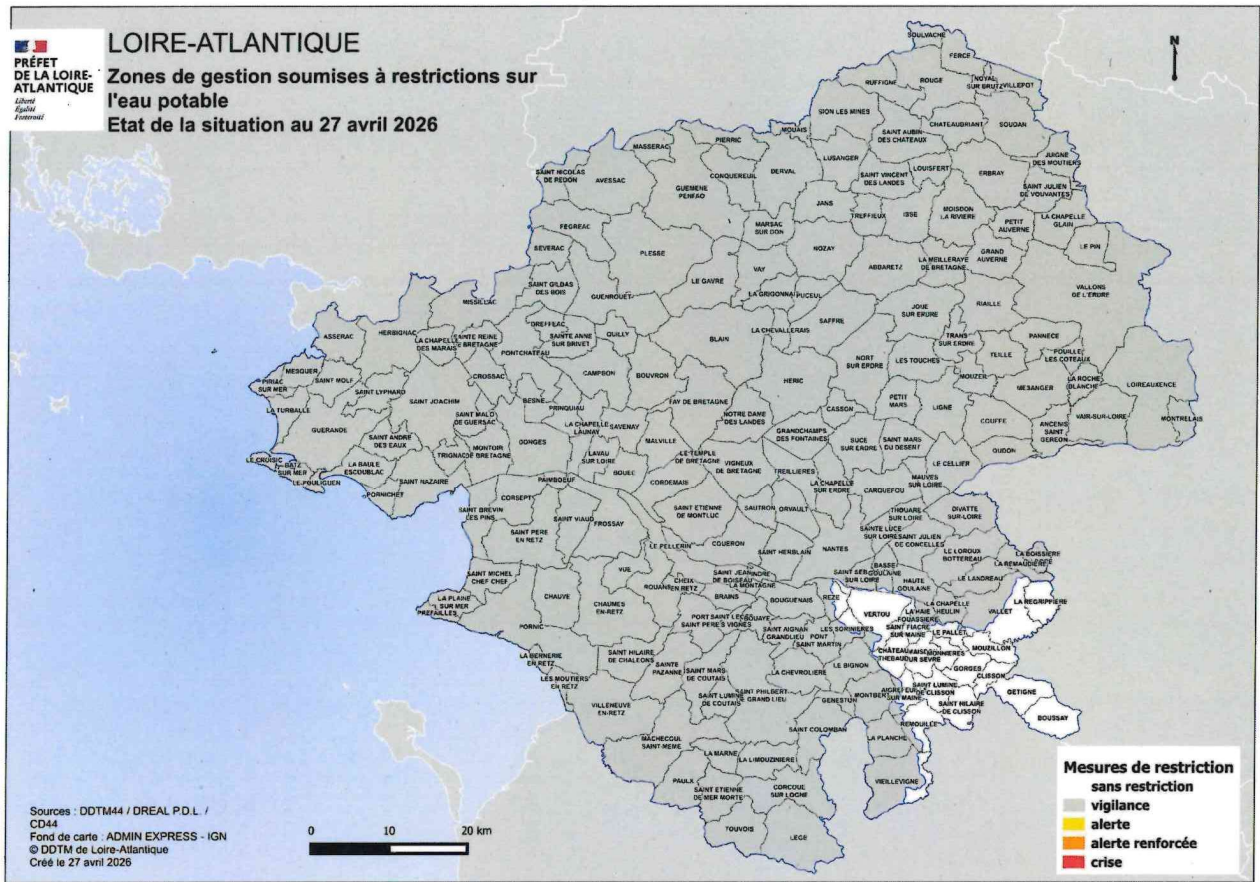 PRÉFET
DE LA LOIRE-
ATLANTIQUE
Liberté
Égalité
Fraternité
LOIRE-ATLANTIQUE
Zones de gestion soumises à restrictions sur
l'eau potable
Etat de la situation au 27 avril 2026
N
SOULVACHE
FERCE
RUFFIGNE
ROUGE
NOYAL
SUR BRUTZ
VILLEPOT
SION LES MINES
CHATEAUBRIANT
SOUDAN
MOUAIS
SAINT AUBIN
DES CHATEAUX
PIERRIC
MASSERAC
LUSANGER
JUIGNE
DES MOUTIERS
SAINT NICOLAS
DE REDON
AVESSAC
CONQUEREUIL
DERVAL
SAINT VINCENT
DES LANDES
LOUISFERT
ERBRAY
GUEMENE
PENFAO
SAINT JULIEN
DE VOUVANTES
JANS
TREFFIEUX
ISSE
MOISDON
LA RIVIERE
PETIT
AUVERNE
LA CHAPELLE
GLAIN
FEGREAC
MARSAC
SUR DON
SEVERAC
PLESSE
NOZAY
GRAND
AUVERNE
LE PIN
ABBARETZ
LA MEILLERAYE
DE BRETAGNE
VAY
LE GAVRE
SAINT GILDAS
DES BOIS
GUENROUET
LA GRIGONNAI
PUCEUL
VALLONS
DE L'ERDRE
MISSILLAC
RIAILLE
JOUE
SUR ERDRE
SAFFRE
DREFFEAC
LA CHEVALLERAIS
ASSERAC
HERBIGNAC
LA CHAPELLE
DES MARAIS
SAINTE REINE
DE BRETAGNE
SAINTE ANNE
SUR BRIVET
QUILLY
BLAIN
TRANS
SUR ERDRE
PANNECE
PONTCHATEAU
TEILLE
POUILLE
LES COTEAUX
NORT
ERDRE
LES TOUCHES
MESQUER
CROSSAC
CAMPBON
BOUVRON
HERIC
MOUZER
MESANGER
LA ROCHE
BLANCHE
LOIREAUXENCE
PIRIAC
SUR MER
SAINT MOLF
SAINT LYPHARD
SAINT JOACHIM
BESNE
PRINQUIAU
FAY DE BRETAGNE
PETIT
MARS
LIGNE
LA TURBALLE
SAINT MALO
DE GUERSAC
CASSON
NOTRE DAME
DES LANDES
COUFFE
VAIR-SUR-LOIRE
MONTRELAIS
GUERANDE
LA CHAPELLE
LAUNAY
SAVENAY
GRANDCHAMPS
DES FONTAINES
ANCENIS
SAINT
GEREON
SAINT ANDRE
DES EAUX
DONGES
MALVILLE
SUCE
SUR ERDRE
SAINT MARS
DU DESERT
OUDON
MONTOIR
TRIGNAC
DE BRETAGNE
LE CROISIC
BATZ
SUR MER
LE POULIGUEN
LA BAULE
ESCOUBLAC
LAVAU
SUR LOIRE
BOUEE
LE TEMPLE
DE BRETAGNE
VIGNEUX
DE BRETAGNE
TREILLIERES
LE CELLIER
SAINT NAZAIRE
PAIMBOEUF
CORDEMAIS
LA CHAPELLE
SUR ERDRE
CARQUEFOU
MAUVES
SUR LOIRE
PORNICHET
CORSEPT
SAINT BREVIN
LES PINS
SAINT VIAUD
SAINT ETIENNE
DE MONTLUC
SAUTRON
ORVAULT
THOUARE
SUR LOIRE
DIVATTE
SUR-LOIRE
FROSSAY
SAINT PERE
EN RETZ
SAINTE LUCE
SUR LOIRE
SAINT JULIEN
DE CONCELLES
COUERON
LE PELLERIN
SAINT HERBLAIN
NANTES
LE LOROUX
BOTTEREAU
LA BOISSIERE
LA REMAUDIERE
SAINT MICHEL
CHEF CHEF
VUE
ROUANS
CHEIX
EN RETZ
SAINT JEAN
DE BOISEAU
INDRE
LA MONTAGNE
SAINT SEB
SUR LOIRE
BASSE
GOULAINE
HAUTE
GOULAINE
LE LANDREAU
LA PLAINE
SUR MER
PREFAILLES
CHAUVE
CHAUMES
EN-RETZ
BRAINS
BOUGUENAIS
REZE
VERTOU
LA CHAPELLE
HEULIN
VALLET
LA REGRIPPIERE
PORNIC
PORT SAINT PERE
BOUAYE
LA HAIE
FOUASSIERE
SAINT AIGNAN
GRANDLIEU
PONT
SAINT MARTIN
LES SORINIERES
SAINT FIACRE
SUR MAINE
LE PALLET
MOUZILLON
LA BERNERIE
EN RETZ
SAINT HILAIRE
DE CHALEONS
SAINTE
PAZANNE
SAINT MARS
DE COUTAIS
LE BIGNON
CHÂTEAU
THEBAUD
MONNIERES
GORGES
CLISSON
LA CHEVROLIERE
LES MOUTIERS
EN RETZ
SAINT LUMINE
DE COUTAIS
SAINT PHILBERT
DE GRAND LIEU
GENESTON
MONTBERT
AIGREFEUI
SUR MAINE
SAINT LUMINE
DE CLISSON
GETIGNE
VILLENEUVE
EN-RETZ
SAINT HILAIRE
DE CLISSON
BOUSSAY
SAINT COLOMBAN
REMOUILLE
MACHECOUL
SAINT-MEME
LA MARNE
LA LIMOUZINIERE
LA PLANCHE
PAULX
VIEILLEVIGNE
SAINT ETIENNE
DE MER MORTE
CORCOUE
SUR LOGNE
TOUVOIS
LEGE
Mesures de restriction
sans restriction
vigilance
alerte
alerte renforcée
crise
Sources : DDTM44 / DREAL P.D.L. /
CD44
Fond de carte : ADMIN EXPRESS - IGN
© DDTM de Loire-Atlantique
Créé le 27 avril 2026
0 10 20 km